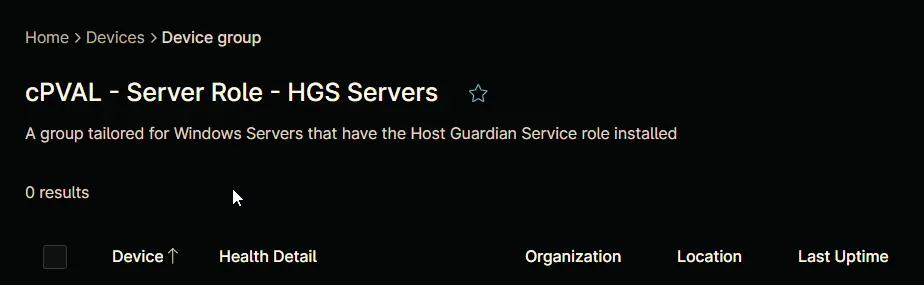 Home > Devices > Device group
cPVAL - Server Role - HGS Servers
A group tailored for Windows Servers that have the Host Guardian Service role installed
0 results
Device ↑ Health Detail Organization Location Last Uptime